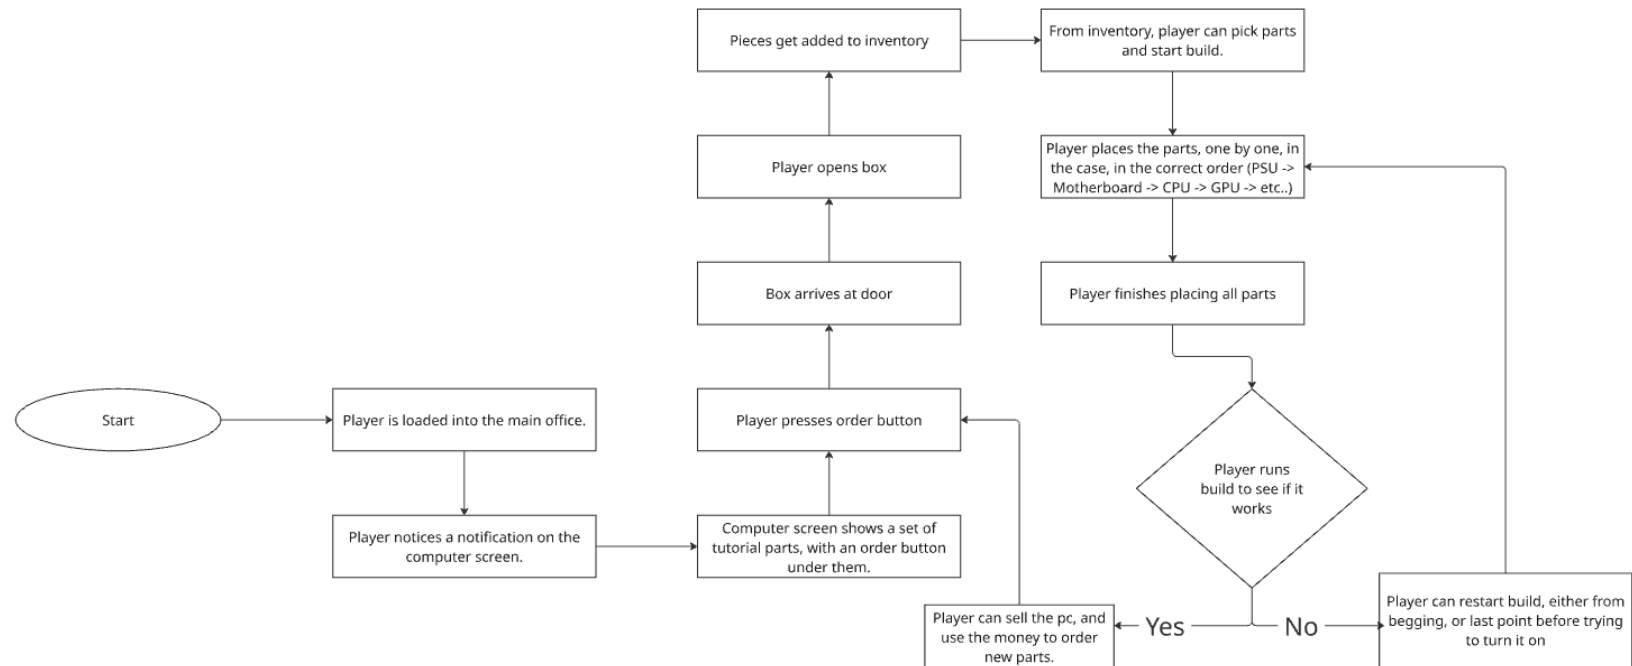 Start
Player is loaded into the main office.
Player notices a notification on the
computer screen.
Computer screen shows a set of
tutorial parts, with an order button
under them.
Player presses order button
Box arrives at door
Player opens box
Pieces get added to inventory
From inventory, player can pick parts
and start build.
Player places the parts, one by one, in
the case, in the correct order (PSU ->
Motherboard -> CPU -> GPU -> etc..)
Player finishes placing all parts
Player runs
build to see if it
works
Yes
Player can sell the pc, and
use the money to order
new parts.
No
Player can restart build, either from
begging, or last point before trying
to turn it on